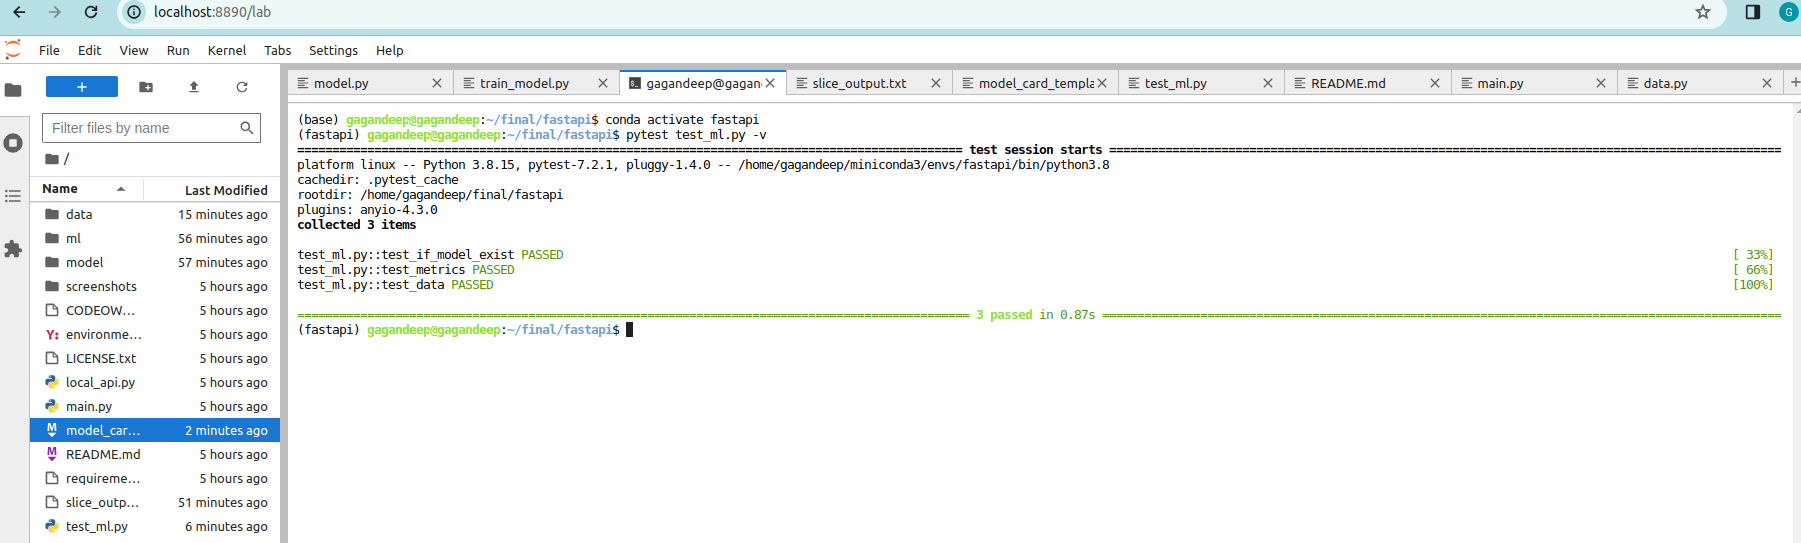 localhost:8890/lab
G
File Edit View Run Kernel Tabs Settings Help
model.py train_model.py gagandeep@gagan slice_output.txt model_card_templa test_ml.py README.md main.py data.py
Filter files by name
/
Name Last Modified
data 15 minutes ago
ml 56 minutes ago
model 57 minutes ago
screenshots 5 hours ago
CODEOW... 5 hours ago
Y: environme... 5 hours ago
LICENSE.txt 5 hours ago
local_api.py 5 hours ago
main.py 5 hours ago
M model_car... 2 minutes ago
M README.md 5 hours ago
requireme... 5 hours ago
slice_outp... 51 minutes ago
test_ml.py 6 minutes ago
(base) gagandeep@gagandeep:~/final/fastapi$ conda activate fastapi
(fastapi) gagandeep@gagandeep:~/final/fastapi$ pytest test_ml.py -v
test session starts
platform linux -- Python 3.8.15, pytest-7.2.1, pluggy-1.4.0 -- /home/gagandeep/miniconda3/envs/fastapi/bin/python3.8
cachedir: .pytest_cache
rootdir: /home/gagandeep/final/fastapi
plugins: anyio-4.3.0
collected 3 items
test_ml.py::test_if_model_exist PASSED [ 33%]
test_ml.py::test_metrics PASSED [ 66%]
test_ml.py::test_data PASSED [100%]
3 passed in 0.87s
(fastapi) gagandeep@gagandeep:~/final/fastapi$